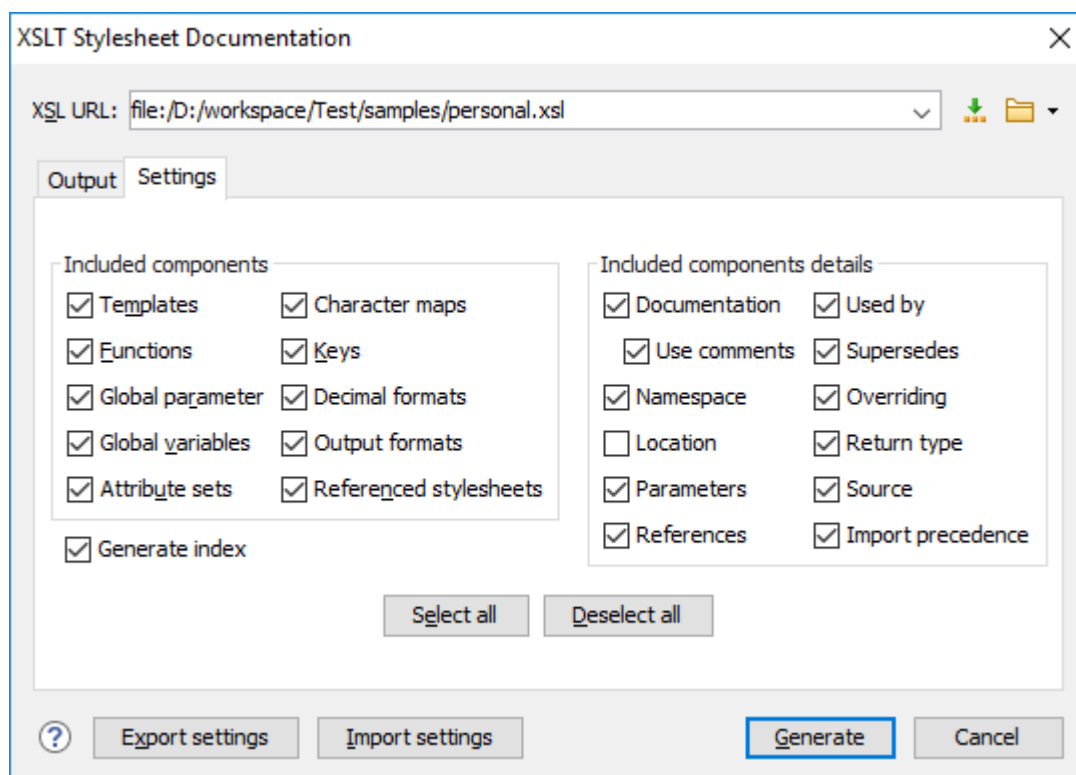 XSLT Stylesheet Documentation
XSL URL: file:/D:/workspace/Test/samples/personal.xsl
Output Settings
Included components
Templates Character maps
Functions Keys
Global parameter Decimal formats
Global variables Output formats
Attribute sets Referenced stylesheets
Generate index
Included components details
Documentation Used by
Use comments Supersedes
Namespace Overriding
Location Return type
Parameters Source
References Import precedence
Select all Deselect all
? Export settings Import settings Generate Cancel